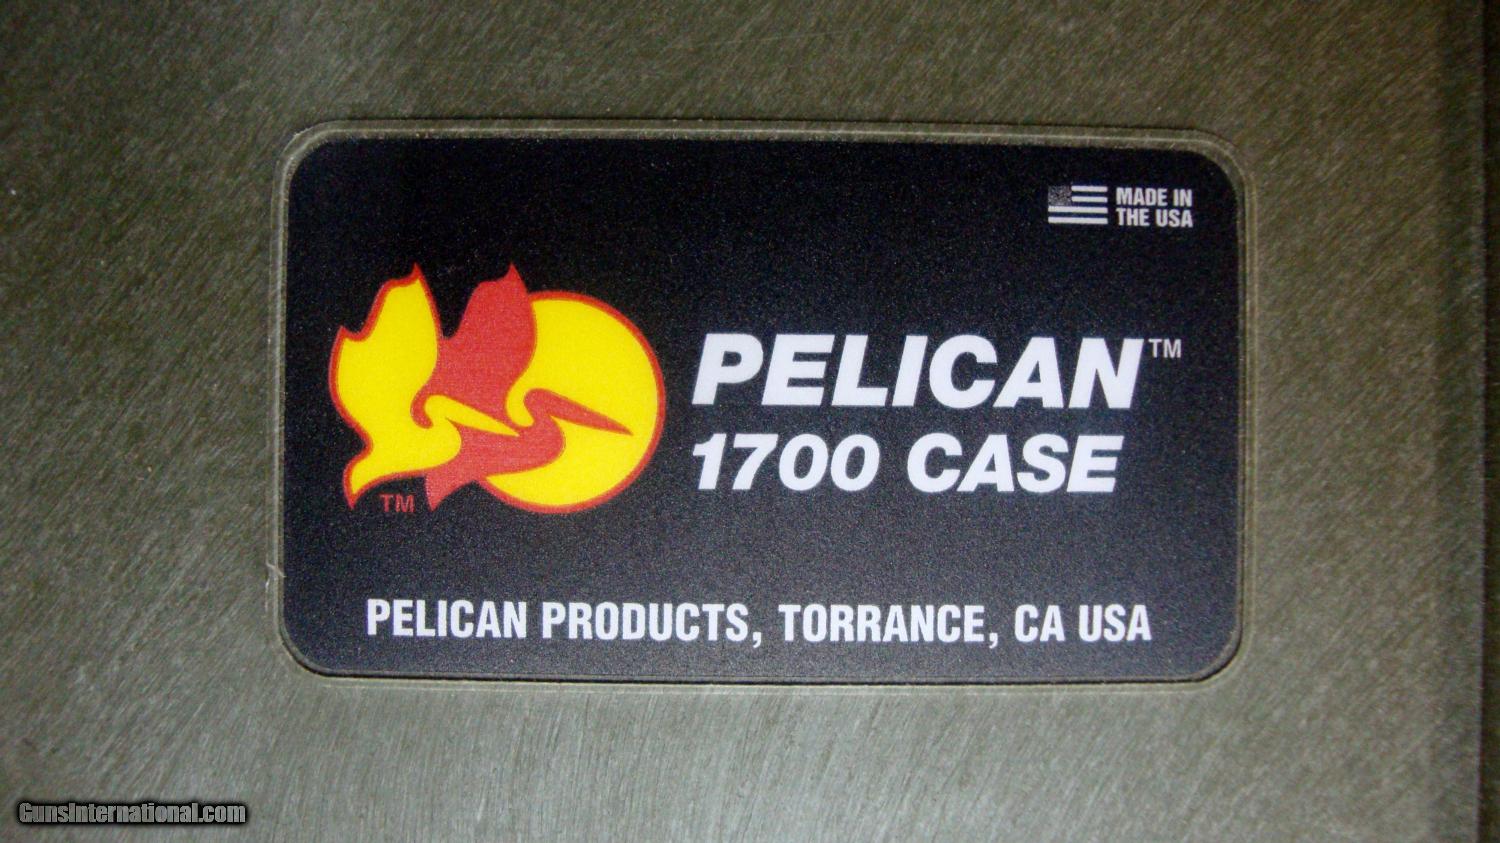 MADE IN
THE USA
PELICAN™
1700 CASE
TM
PELICAN PRODUCTS, TORRANCE, CA USA
GunsInternational.com